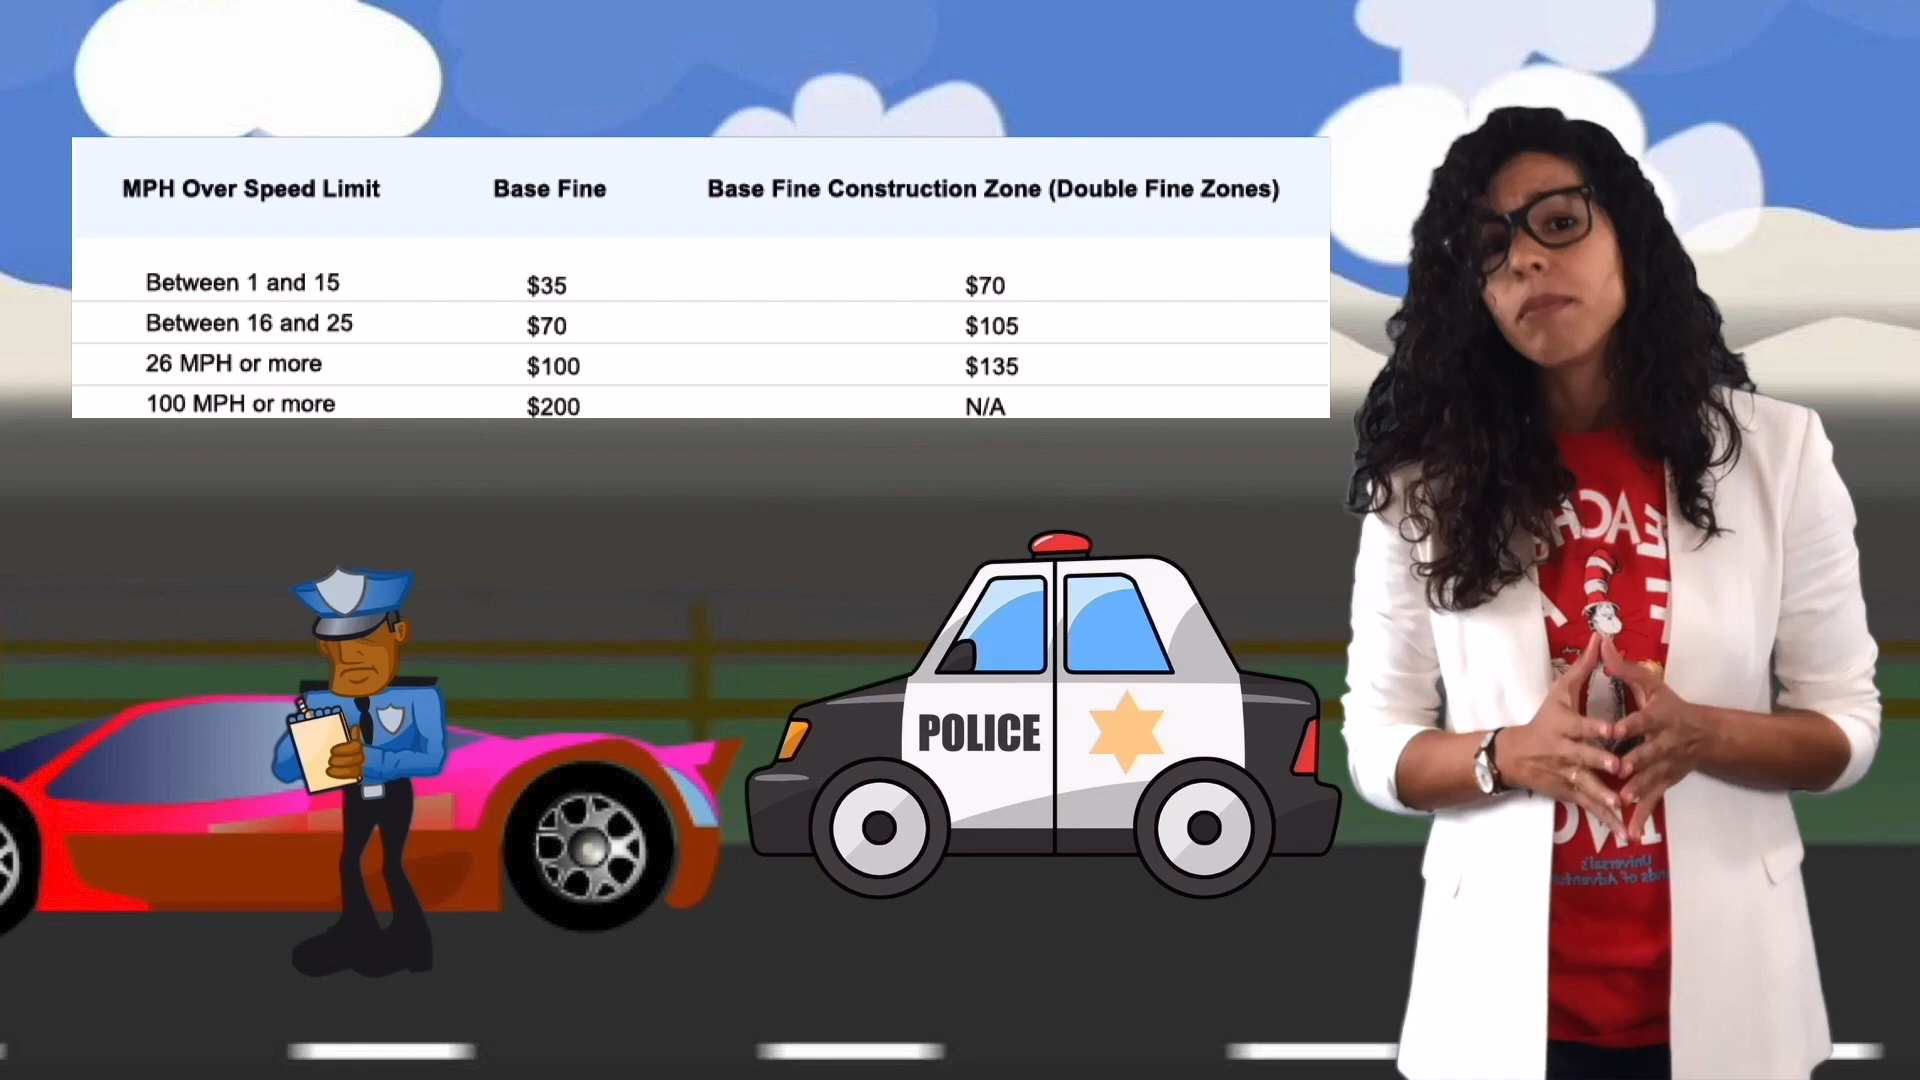 MPH Over Speed Limit Base Fine Base Fine Construction Zone (Double Fine Zones)
Between 1 and 15 $35 $70
Between 16 and 25 $70 $105
26 MPH or more $100 $135
100 MPH or more $200 N/A
POLICE